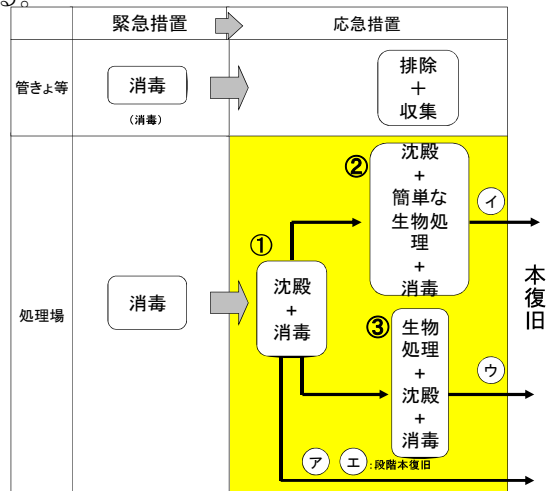 す。
緊急措置
応急措置
管きょ等
消毒
(消毒)
排除
+
収集
処理場
消毒
①
沈殿
+
消毒
②
沈殿
+
簡単な
生物処
理
+
消毒
イ
③
生物
処理
+
沈殿
+
消毒
ウ
ア
エ
:段階本復旧
本
復
旧